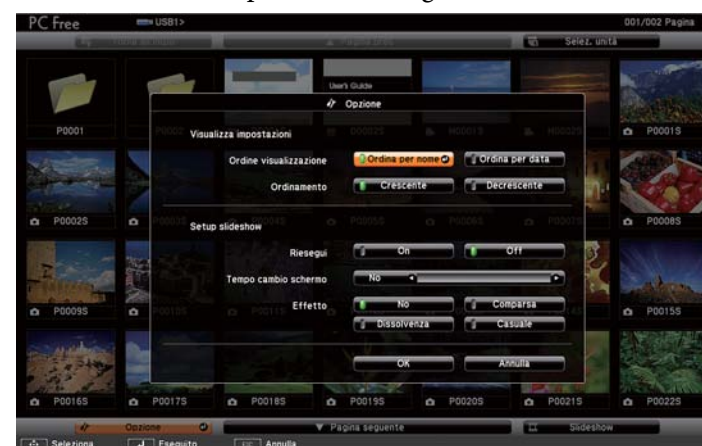 PC Free USB1> 001/002 Pagina
Selez. unità
User's Guide
Opzione
P0001 P0001S
Visualizza impostazioni
Ordine visualizzazione Ordina per nome Ordina per data
Ordinamento Crescente Decrescente
P0002S P0008S
Setup slideshow
Riesegui On Off
Tempo cambio schermo No
Effetto No Comparsa
P0009S P0015S
Dissolvenza Casuale
OK Annulla
P0016S P0017S P0018S P0019S P0020S P0021S P0022S
Opzione Pagina seguente Slideshow
Seleziona Eseguito Esc Annulla